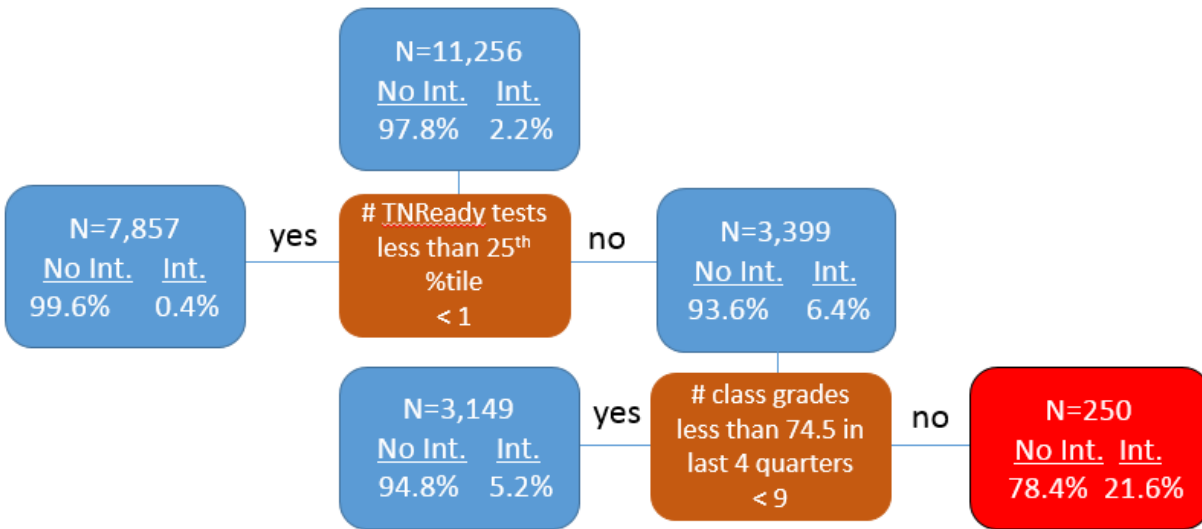 N=11,256
No Int. Int.
97.8% 2.2%
N=7,857
No Int. Int.
99.6% 0.4%
yes
# TNReady tests
less than 25th
%tile
< 1
no
N=3,399
No Int. Int.
93.6% 6.4%
N=3,149
No Int. Int.
94.8% 5.2%
yes
# class grades
less than 74.5 in
last 4 quarters
< 9
no
N=250
No Int. Int.
78.4% 21.6%